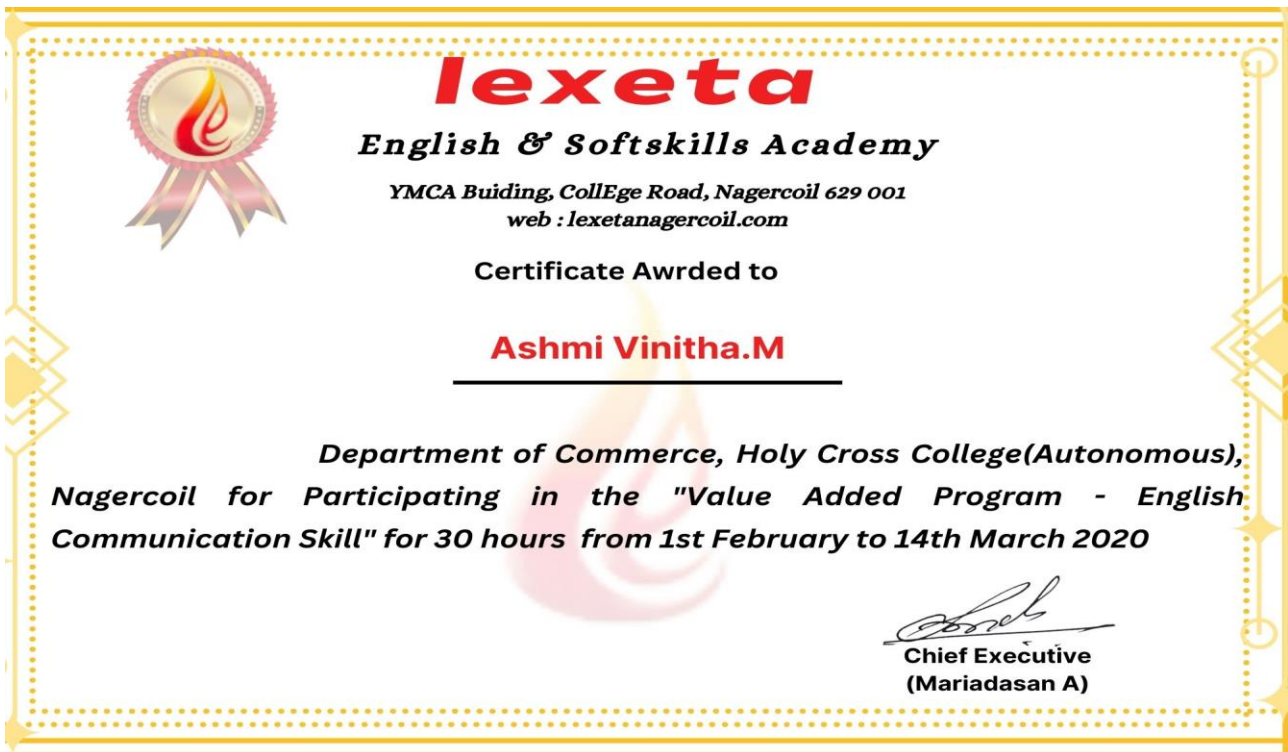 lexeta
English & Softskills Academy
YMCA Buiding, CollEge Road, Nagercoil 629 001
web : lexetanagercoil.com
Certificate Awrded to
Ashmi Vinitha.M
Department of Commerce, Holy Cross College(Autonomous),
Nagercoil for Participating in the "Value Added Program - English
Communication Skill" for 30 hours from 1st February to 14th March 2020
Chief Executive
(Mariadasan A)